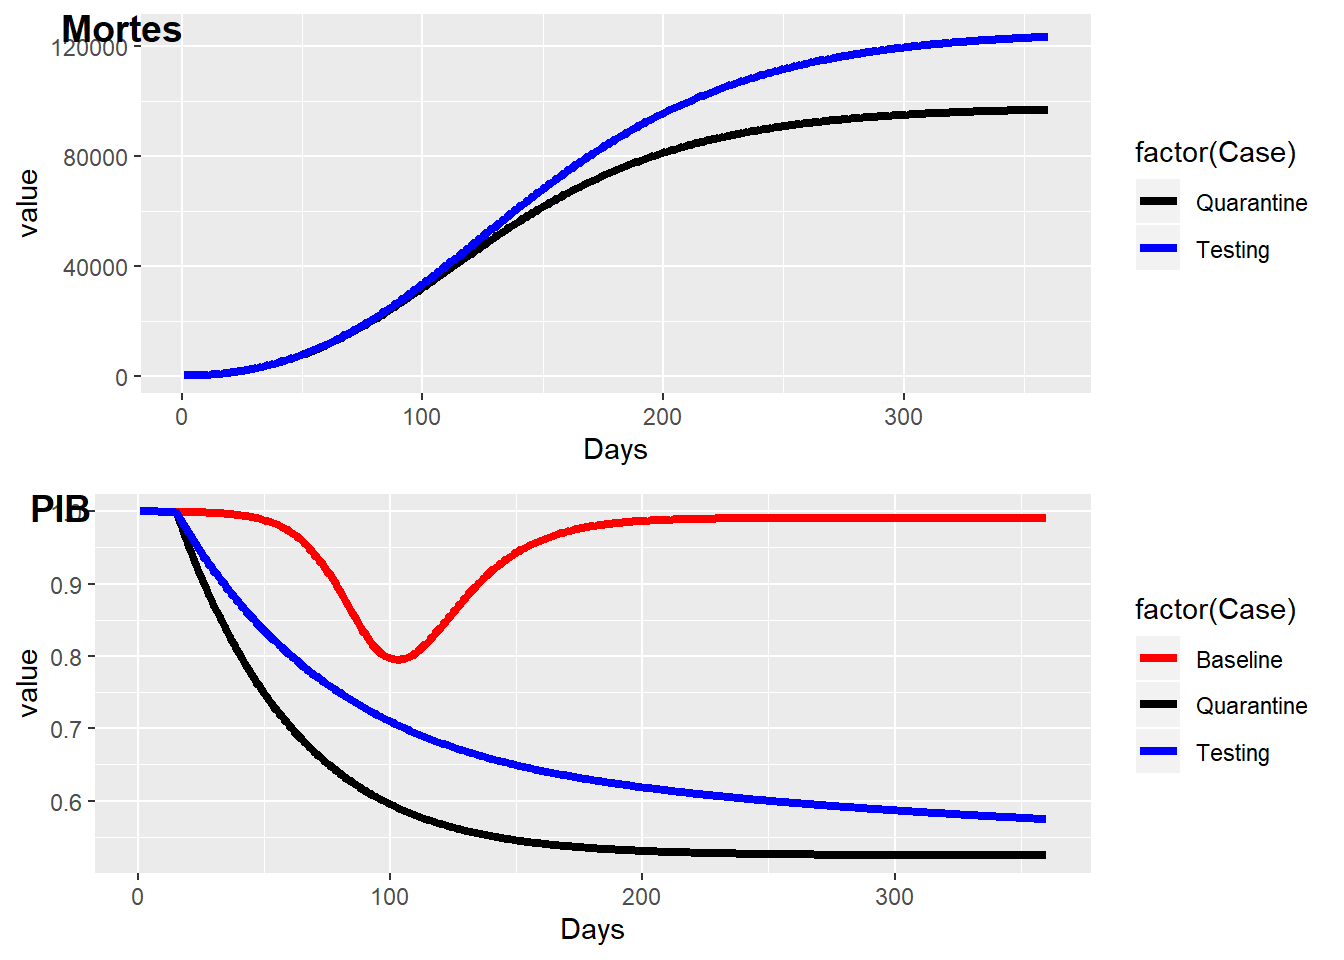 Mortes
120000
80000
40000
0
value
0 100 200 300
Days
factor(Case)
Quarantine
Testing
PIB
0.9
0.8
0.7
0.6
value
0 100 200 300
Days
factor(Case)
Baseline
Quarantine
Testing